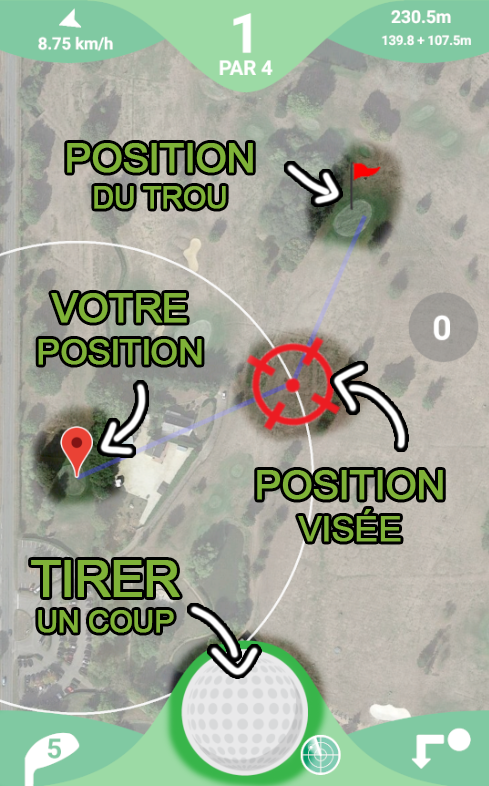 1
230.5m
8.75 km/h
139.8 + 107.5m
PAR 4
POSITION
DU TROU
VOTRE
POSITION
0
POSITION
VISÉE
TIRER
UN COUP
5